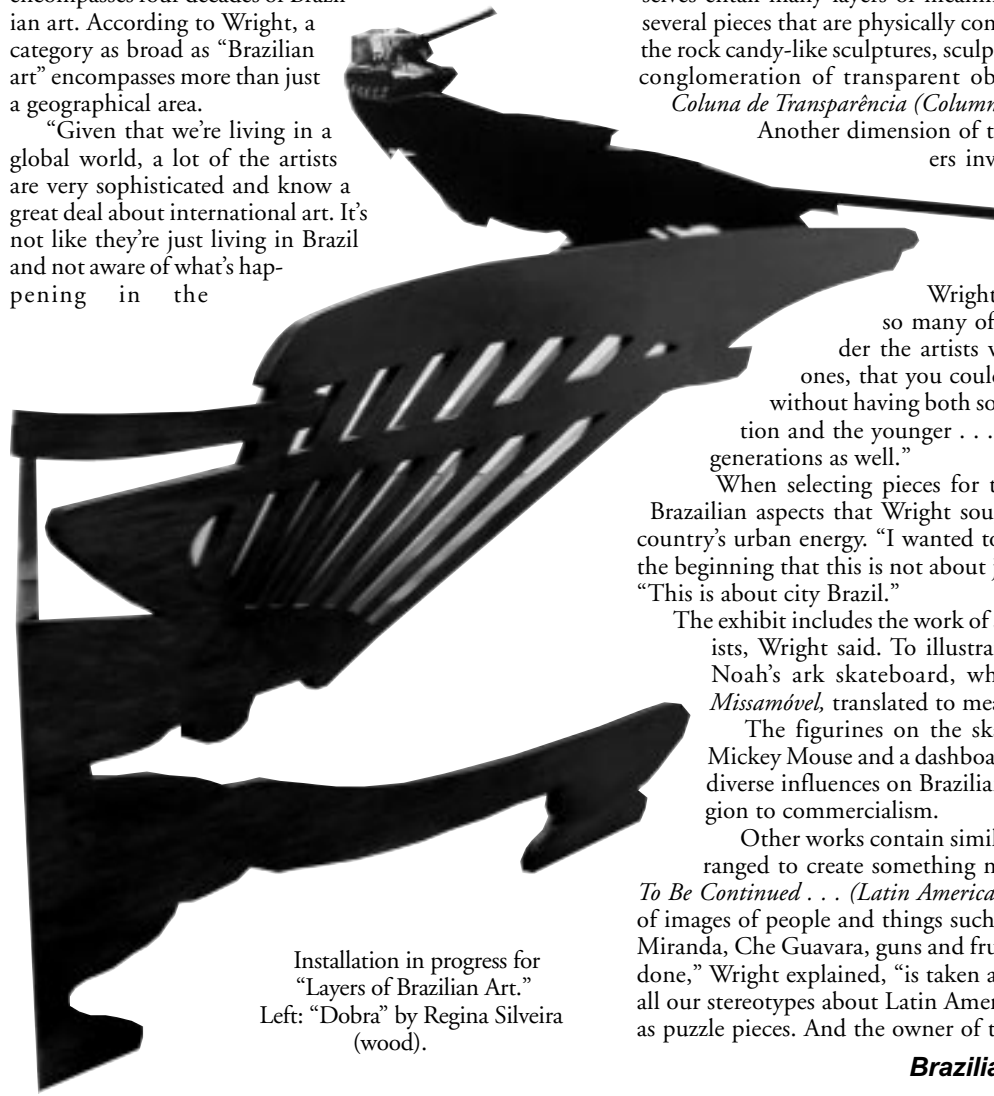 encompasses four decades of Brazil-
ian art. According to Wright, a
category as broad as “Brazilian
art” encompasses more than just
a geographical area.
“Given that we’re living in a
global world, a lot of the artists
are very sophisticated and know a
great deal about international art. It’s
not like they’re just living in Brazil
and not aware of what’s hap-
pening in the
Installation in progress for
“Layers of Brazilian Art.”
Left: “Dobra” by Regina Silveira
(wood).
serves entail many layers of
several pieces that are physically con
the rock candy-like sculptures, sculp
conglomeration of transparent ob
Coluna de Transparência (Column
Another dimension of t
ers inv
Wright
so many of
der the artists w
ones, that you coul
without having both so
tion and the younger . . .
generations as well.”
When selecting pieces for t
Brazailian aspects that Wright sou
country’s urban energy. “I wanted to
the beginning that this is not about j
“This is about city Brazil.”
The exhibit includes the work of
ists, Wright said. To illustra
Noah’s ark skateboard, wh
Missamóvel, translated to mea
The figurines on the sk
Mickey Mouse and a dashboa
diverse influences on Brazilia
gion to commercialism.
Other works contain simil
ranged to create something n
To Be Continued . . . (Latin America
of images of people and things such
Miranda, Che Guavara, guns and fru
done,” Wright explained, “is taken a
all our stereotypes about Latin Amer
as puzzle pieces. And the owner of t
Brazilia